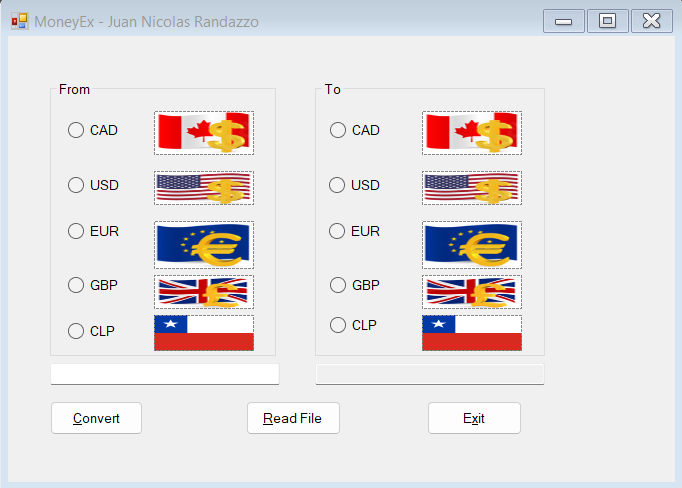 MoneyEx - Juan Nicolas Randazzo
From
CAD
USD
EUR
GBP
CLP
To
CAD
USD
EUR
GBP
CLP
Convert
Read File
Exit